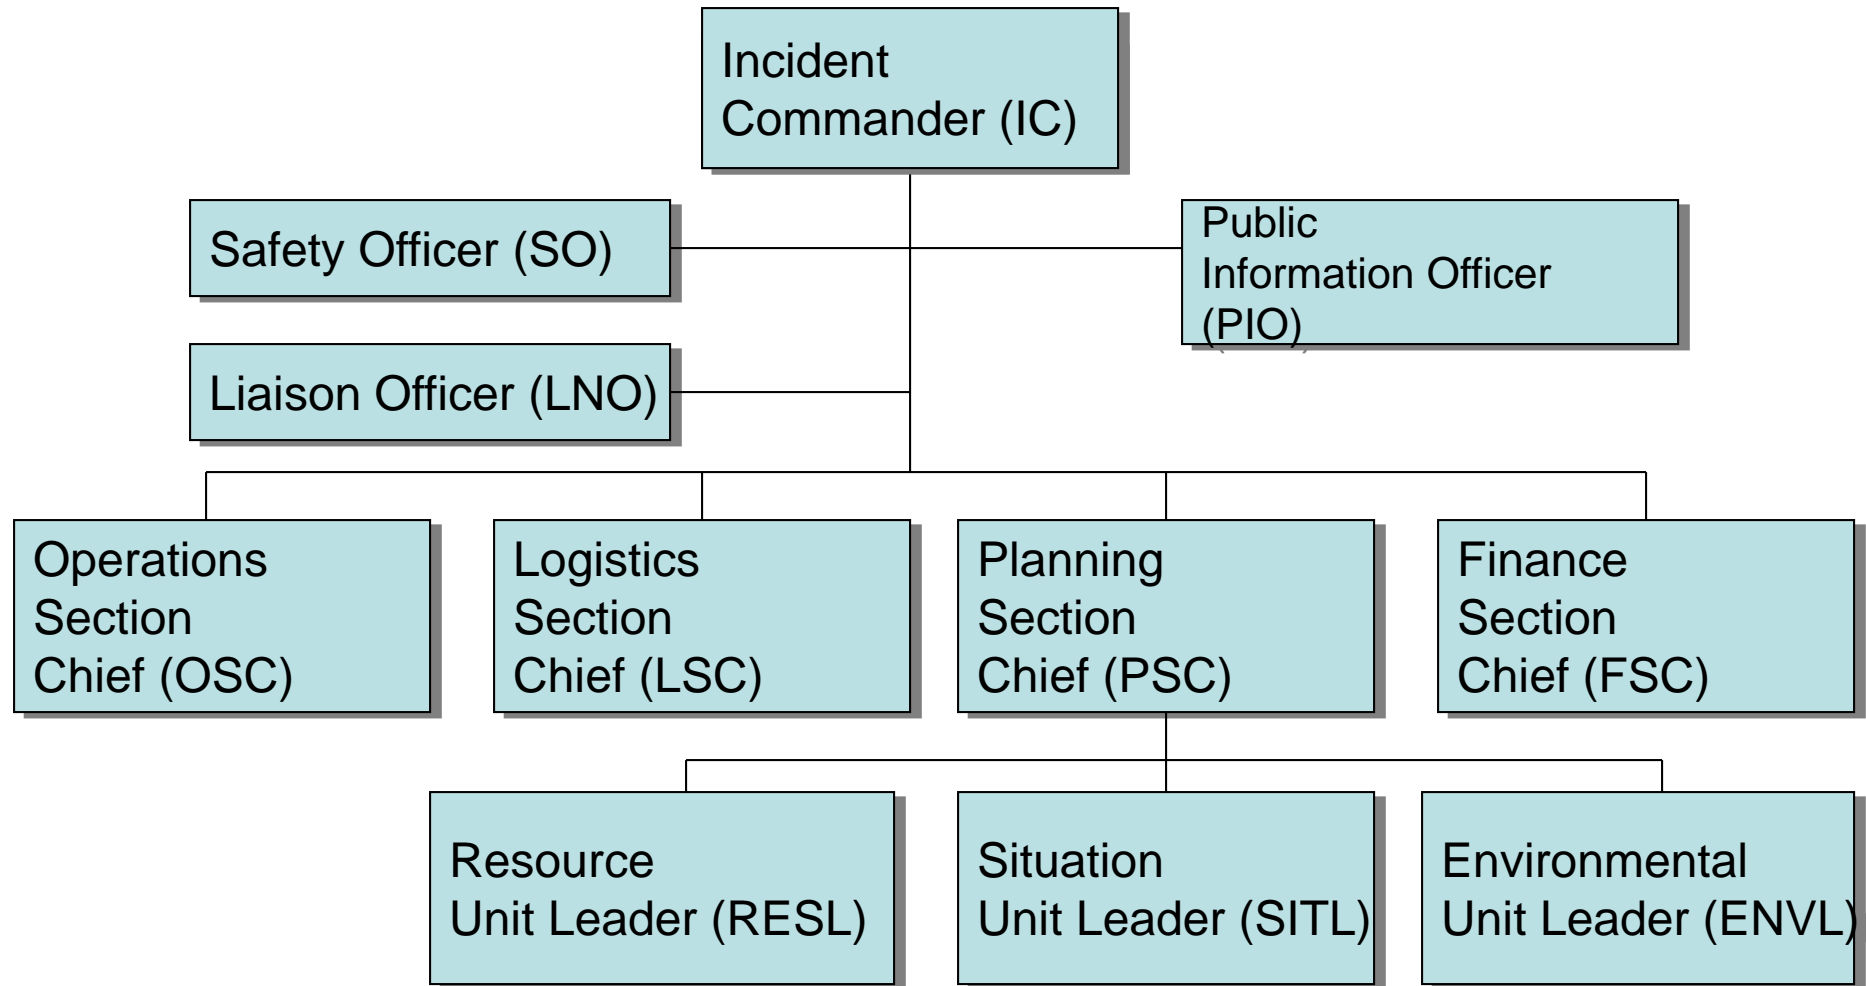 Incident
Commander (IC)
Safety Officer (SO)
Public
Information Officer
(PIO)
Liaison Officer (LNO)
Operations
Section
Chief (OSC)
Logistics
Section
Chief (LSC)
Planning
Section
Chief (PSC)
Finance
Section
Chief (FSC)
Resource
Unit Leader (RESL)
Situation
Unit Leader (SITL)
Environmental
Unit Leader (ENVL)